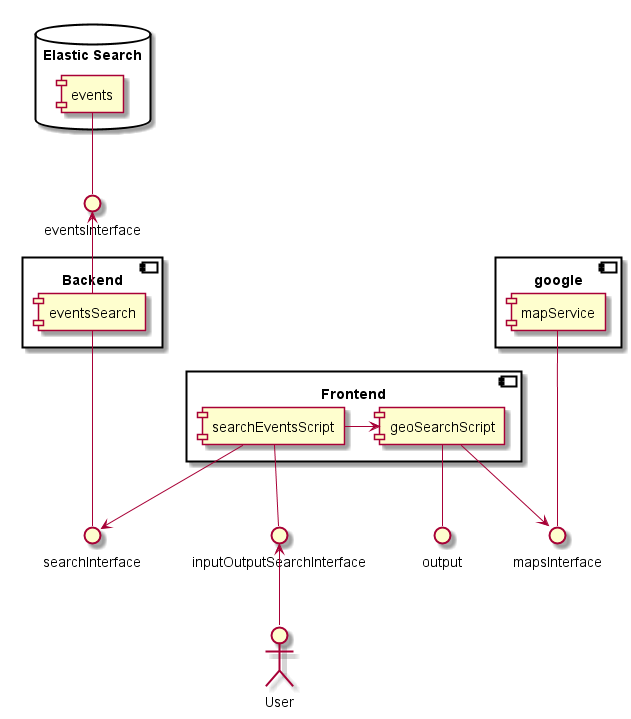 Elastic Search
events
eventsInterface
Backend
eventsSearch
google
mapService
Frontend
searchEventsScript
geoSearchScript
searchInterface
inputOutputSearchInterface
output
mapsInterface
User